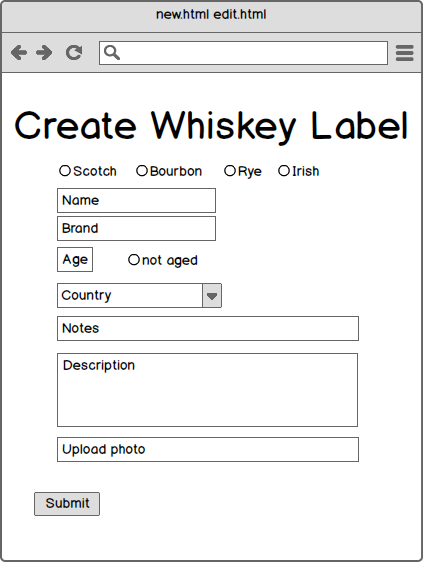 new.html edit.html
Create Whiskey Label
Scotch Bourbon Rye Irish
Name
Brand
Age not aged
Country
Notes
Description
Upload photo
Submit